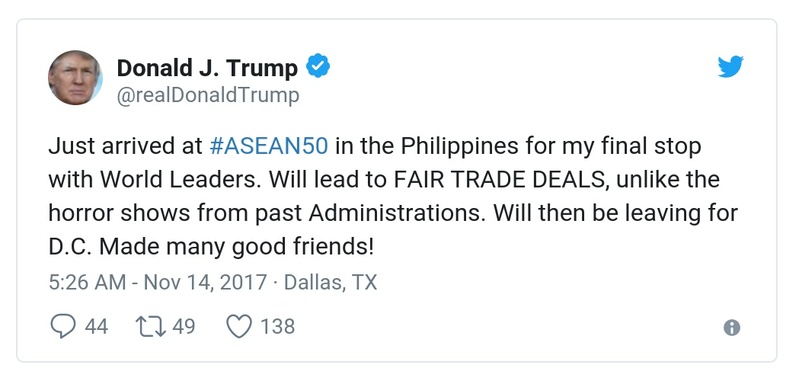 Donald J. Trump
@realDonaldTrump
Just arrived at #ASEAN50 in the Philippines for my final stop
with World Leaders. Will lead to FAIR TRADE DEALS, unlike the
horror shows from past Administrations. Will then be leaving for
D.C. Made many good friends!
5:26 AM - Nov 14, 2017 · Dallas, TX
44 49 138